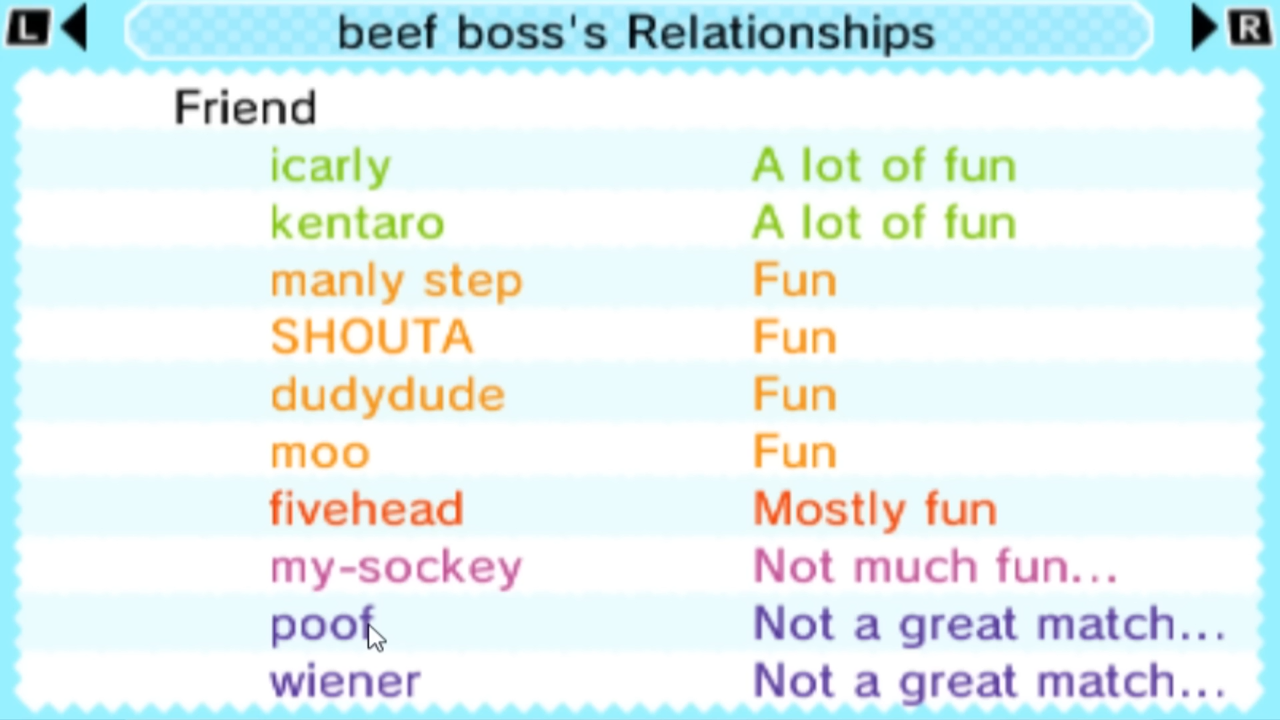 L beef boss's Relationships R
Friend
icarly A lot of fun
kentaro A lot of fun
manly step Fun
SHOUTA Fun
dudydude Fun
moo Fun
fivehead Mostly fun
my-sockey Not much fun...
poof Not a great match...
wiener Not a great match...